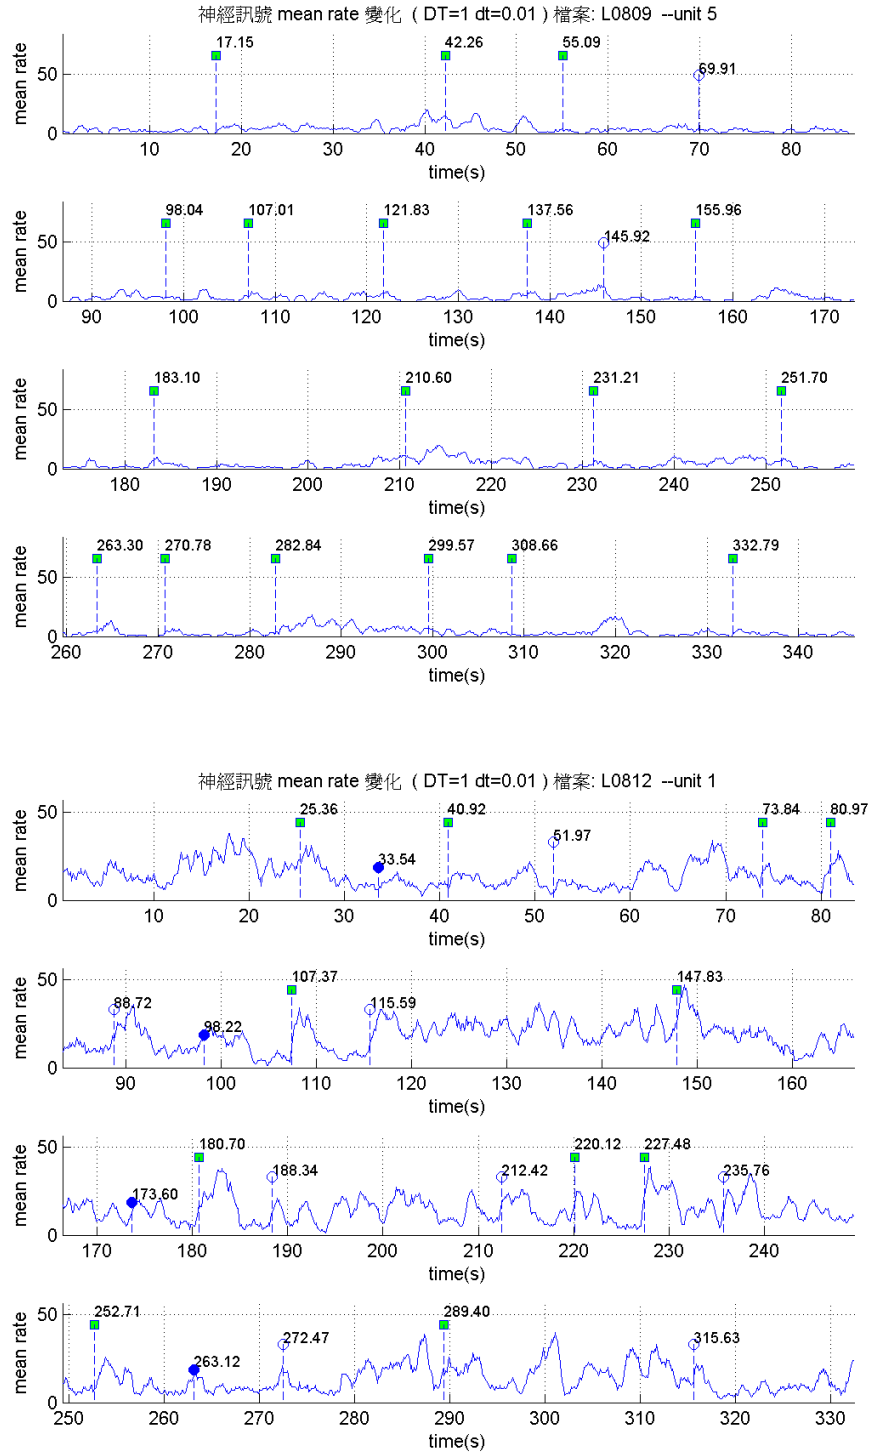 神經訊號 mean rate 變化 ( DT=1 dt=0.01 ) 檔案: L0809 --unit 5
17.15 42.26 55.09 69.91
50
0
mean rate
10 20 30 40 50 60 70 80
time(s)
98.04 107.01 121.83 137.56 145.92 155.96
50
0
mean rate
90 100 110 120 130 140 150 160 170
time(s)
183.10 210.60 231.21 251.70
50
0
mean rate
180 190 200 210 220 230 240 250
time(s)
263.30 270.78 282.84 299.57 308.66 332.79
50
0
mean rate
260 270 280 290 300 310 320 330 340
time(s)
神經訊號 mean rate 變化 ( DT=1 dt=0.01 ) 檔案: L0812 --unit 1
25.36 33.54 40.92 51.97 73.84 80.97
50
0
mean rate
10 20 30 40 50 60 70 80
time(s)
88.72 98.22 107.37 115.59 147.83
50
0
mean rate
90 100 110 120 130 140 150 160
time(s)
173.60 180.70 188.34 212.42 220.12 227.48 235.76
50
0
mean rate
170 180 190 200 210 220 230 240
time(s)
252.71 263.12 272.47 289.40 315.63
50
0
mean rate
250 260 270 280 290 300 310 320 330
time(s)